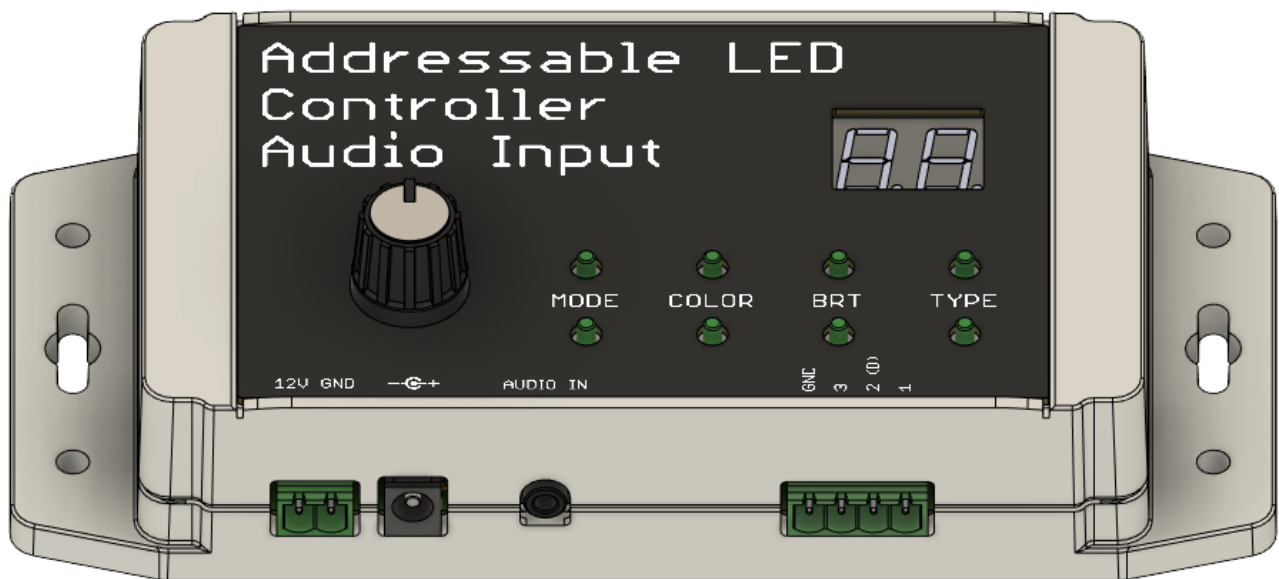 Addressable LED
Controller
Audio Input
MODE COLOR BRT TYPE
12V GND - + AUDIO IN GND 3 2 (D) 1